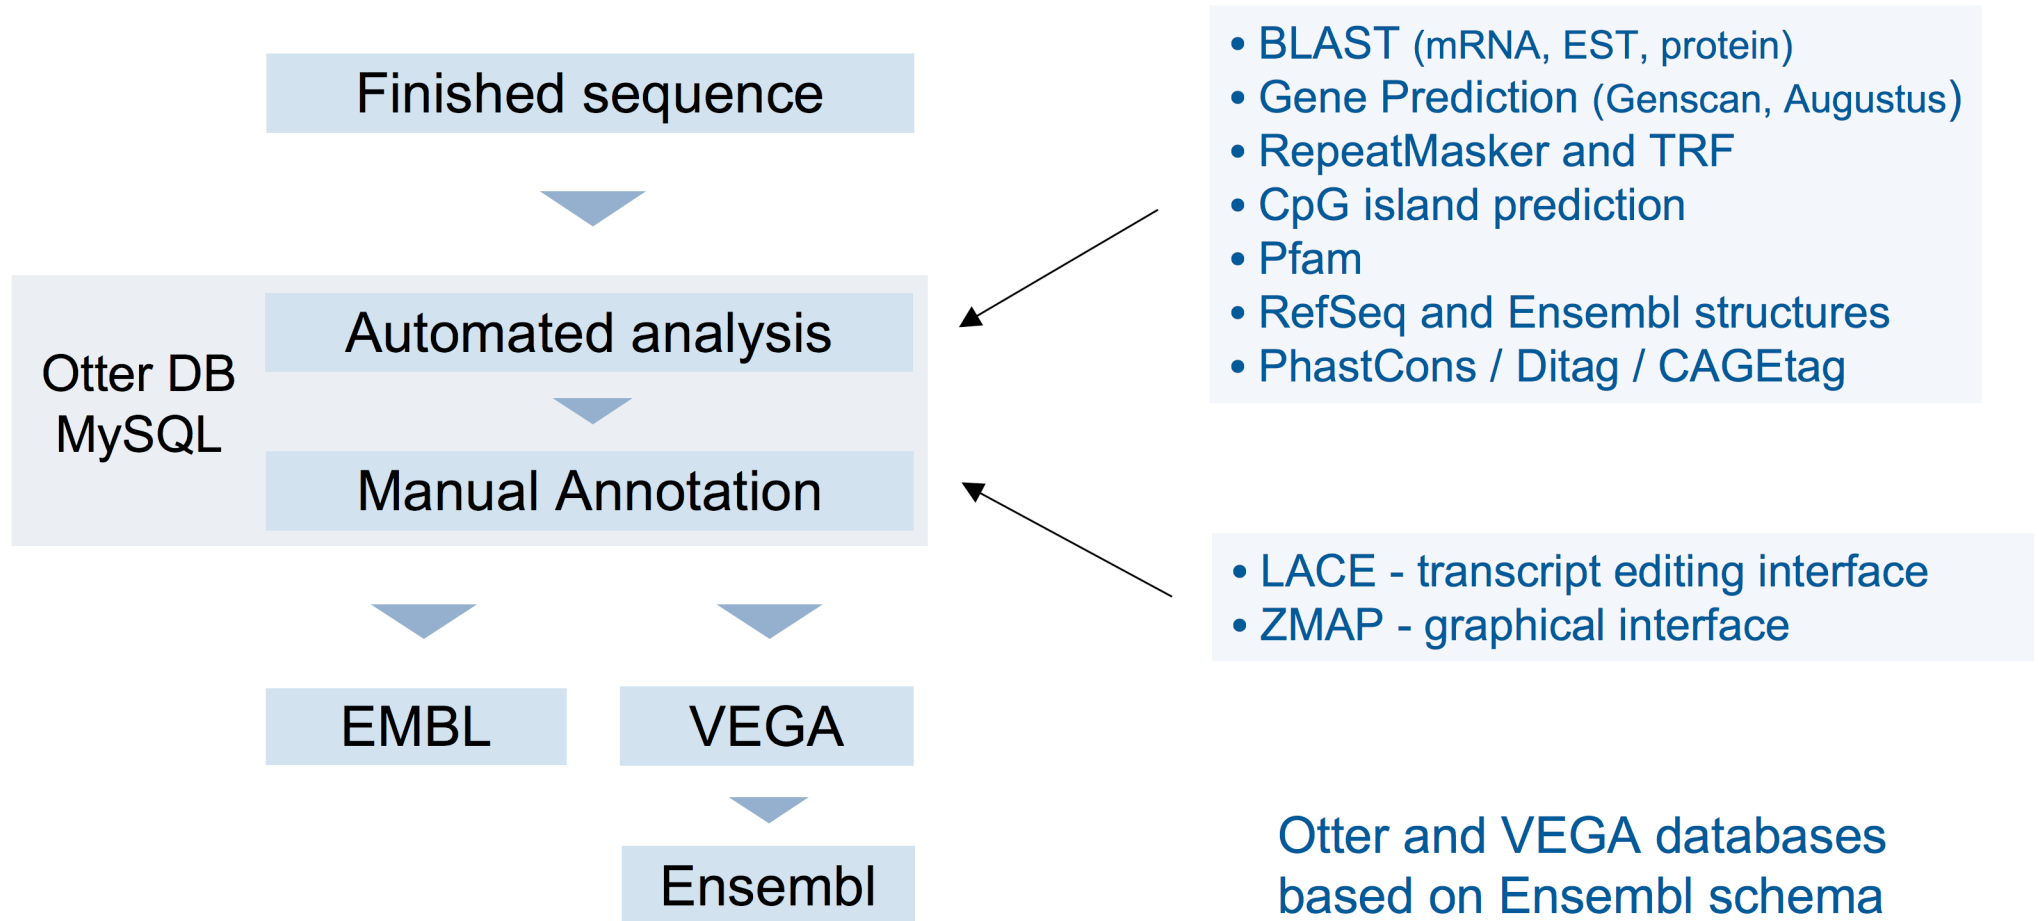 Finished sequence
Automated analysis
Otter DB
MySQL
Manual Annotation
EMBL
VEGA
Ensembl
• BLAST (mRNA, EST, protein)
• Gene Prediction (Genscan, Augustus)
• RepeatMasker and TRF
• CpG island prediction
• Pfam
• RefSeq and Ensembl structures
• PhastCons / Ditag / CAGEtag
• LACE - transcript editing interface
• ZMAP - graphical interface
Otter and VEGA databases
based on Ensembl schema